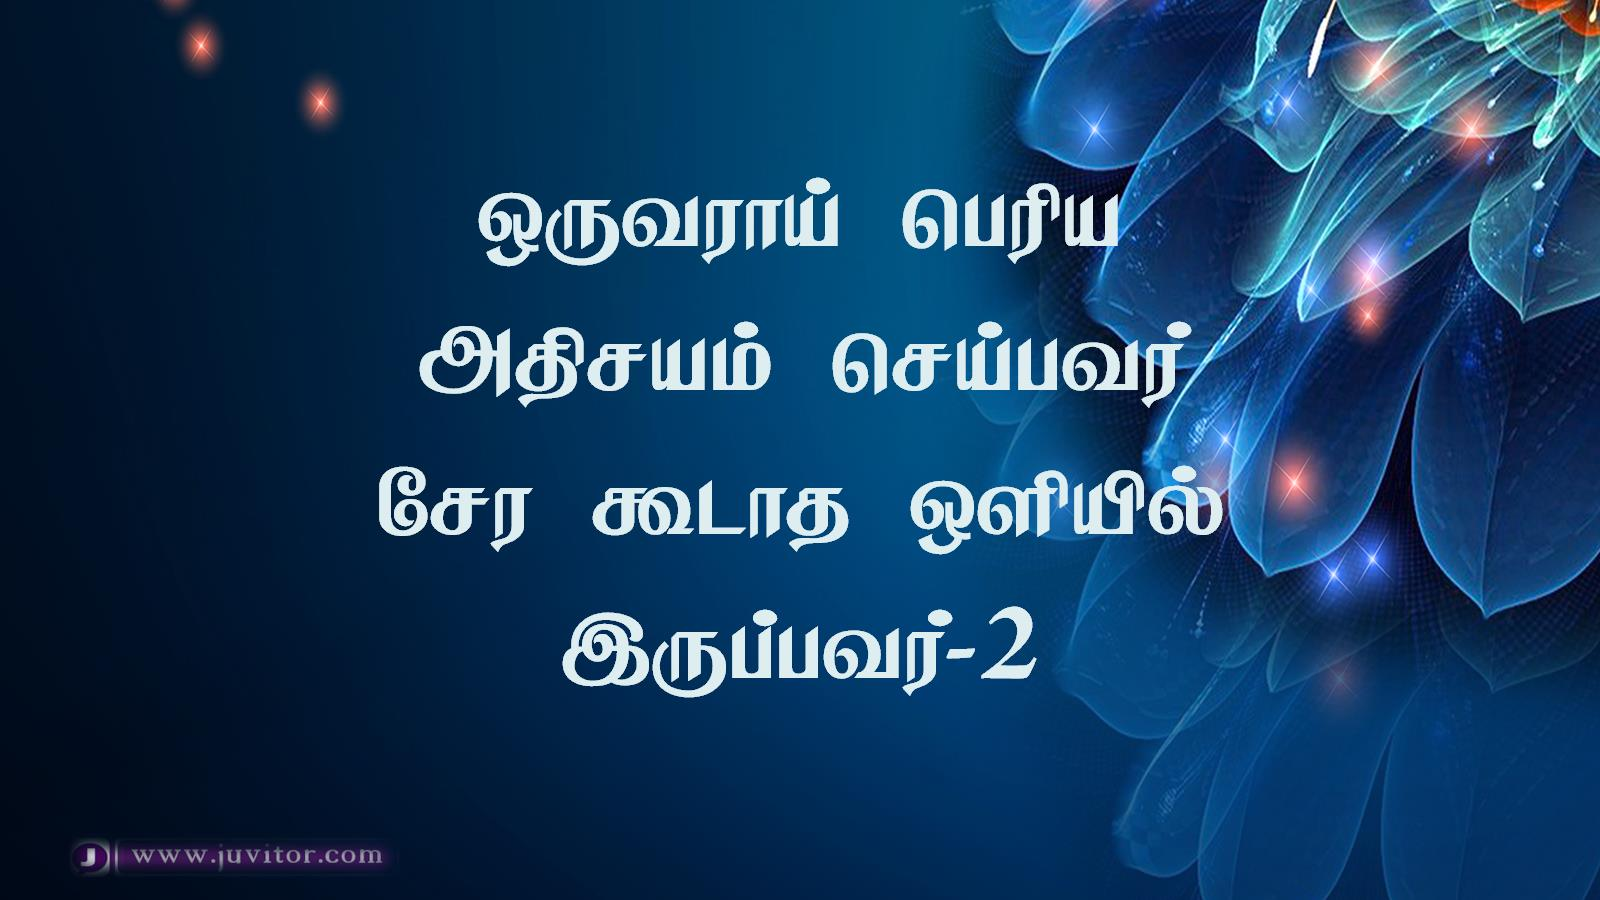 ஒருவராய் பெரிய
அதிசயம் செய்பவர்
சேர கூடாத ஒளியில்
இருப்பவர்-2
J www.juvitor.com